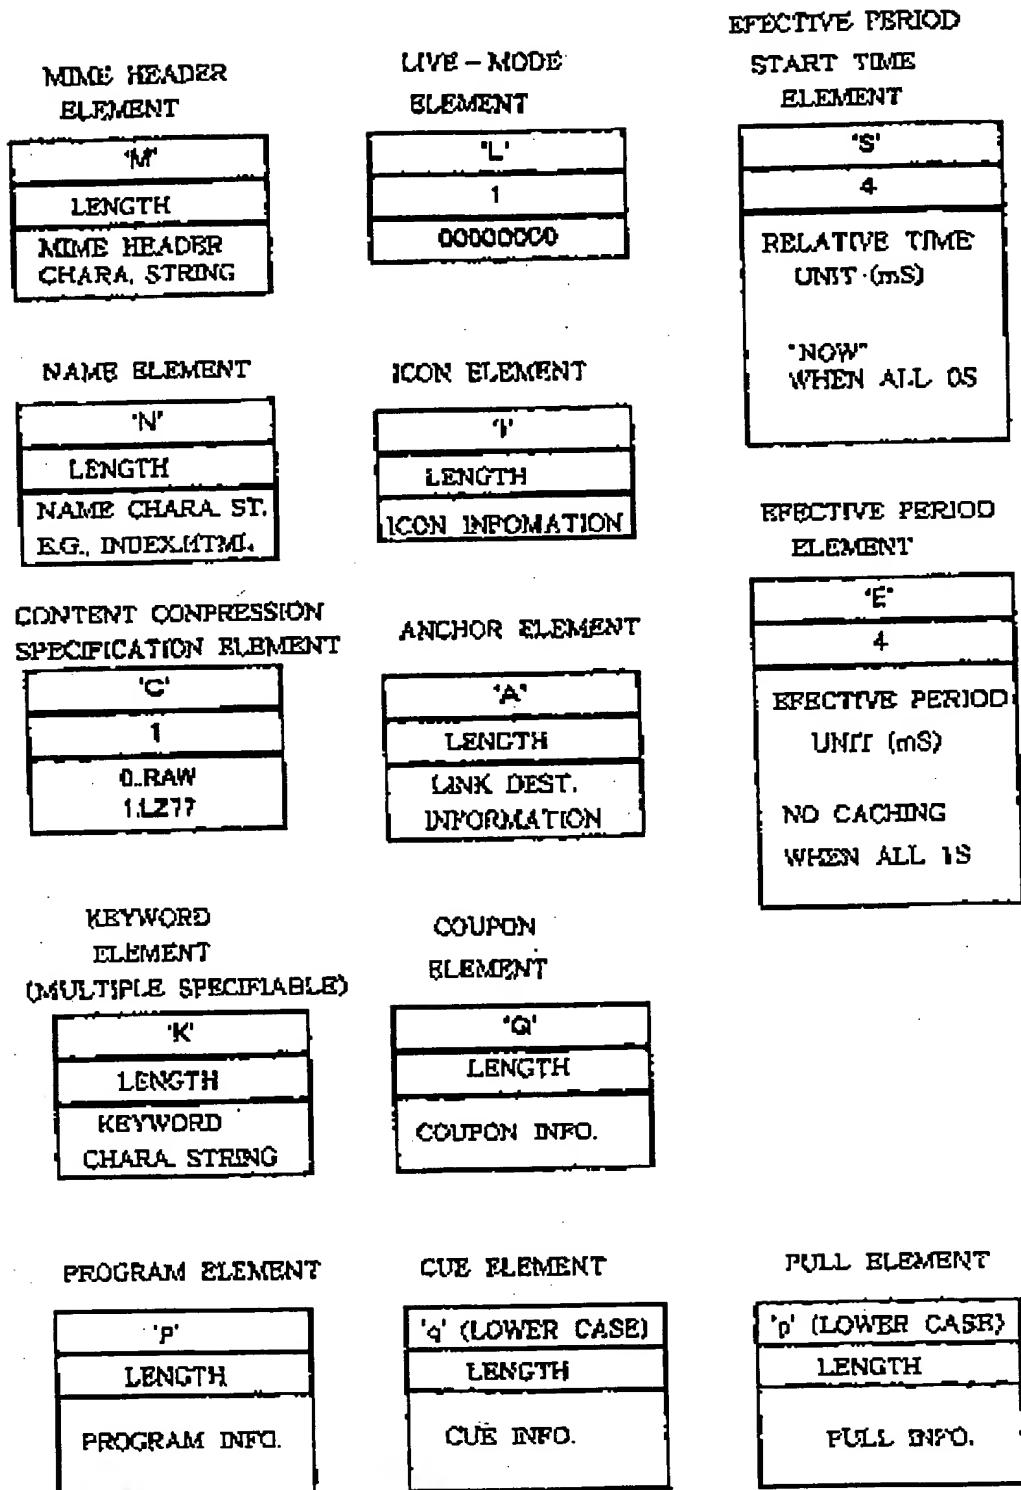 MIME HEADER
ELEMENT
'M'
LENGTH
MIME HEADER
CHARA. STRING
LIVE-MODE
ELEMENT
'L'
1
00000000
EFECTIVE PERIOD
START TIME
ELEMENT
'S'
4
RELATIVE TIME
UNIT (mS)
"NOW"
WHEN ALL 0S
NAME ELEMENT
'N'
LENGTH
NAME CHARA. ST.
E.G., INDEX.HTML.
ICON ELEMENT
'I'
LENGTH
ICON INFOMATION
EFECTIVE PERIOD
ELEMENT
'E'
4
EFECTIVE PERIOD
UNIT (mS)
NO CACHING
WHEN ALL 1S
CONTENT CONPRESSION
SPECIFICATION ELEMENT
'C'
1
0..RAW
1.LZ77
ANCHOR ELEMENT
'A'
LENGTH
LINK DEST.
INFORMATION
KEYWORD
ELEMENT
(MULTIPLE SPECIFIABLE)
'K'
LENGTH
KEYWORD
CHARA. STRING
COUPON
ELEMENT
'Q'
LENGTH
COUPON INFO.
PROGRAM ELEMENT
'P'
LENGTH
PROGRAM INFO.
CUE ELEMENT
'q' (LOWER CASE)
LENGTH
CUE INFO.
PULL ELEMENT
'p' (LOWER CASE)
LENGTH
PULL INFO.